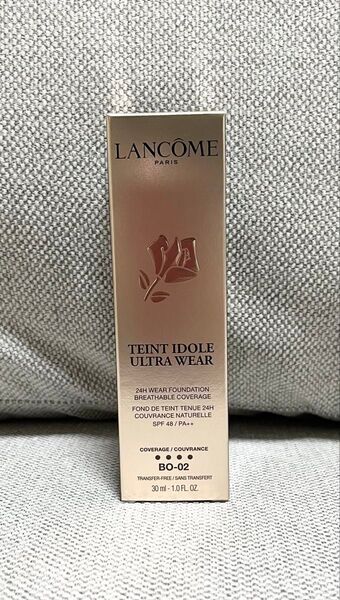 LANCÔME
PARIS
TEINT IDOLE
ULTRA WEAR
24H WEAR FOUNDATION
BREATHABLE COVERAGE
FOND DE TEINT TENUE 24H
COUVRANCE NATURELLE
SPF 48 / PA++
COVERAGE / COUVRANCE
BO-02
TRANSFER-FREE / SANS TRANSFERT
30 ml - 1.0 FL. OZ.